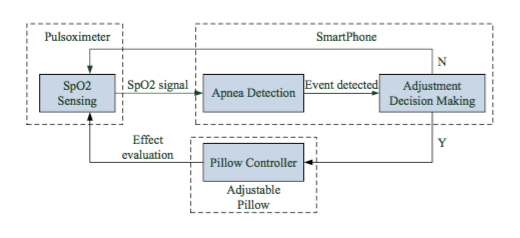 Pulsoximeter
SmartPhone
N
SpO2
Sensing
SpO2 signal
Apnea Detection
Event detected
Adjustment
Decision Making
Effect
evaluation
Y
Pillow Controller
Adjustable
Pillow